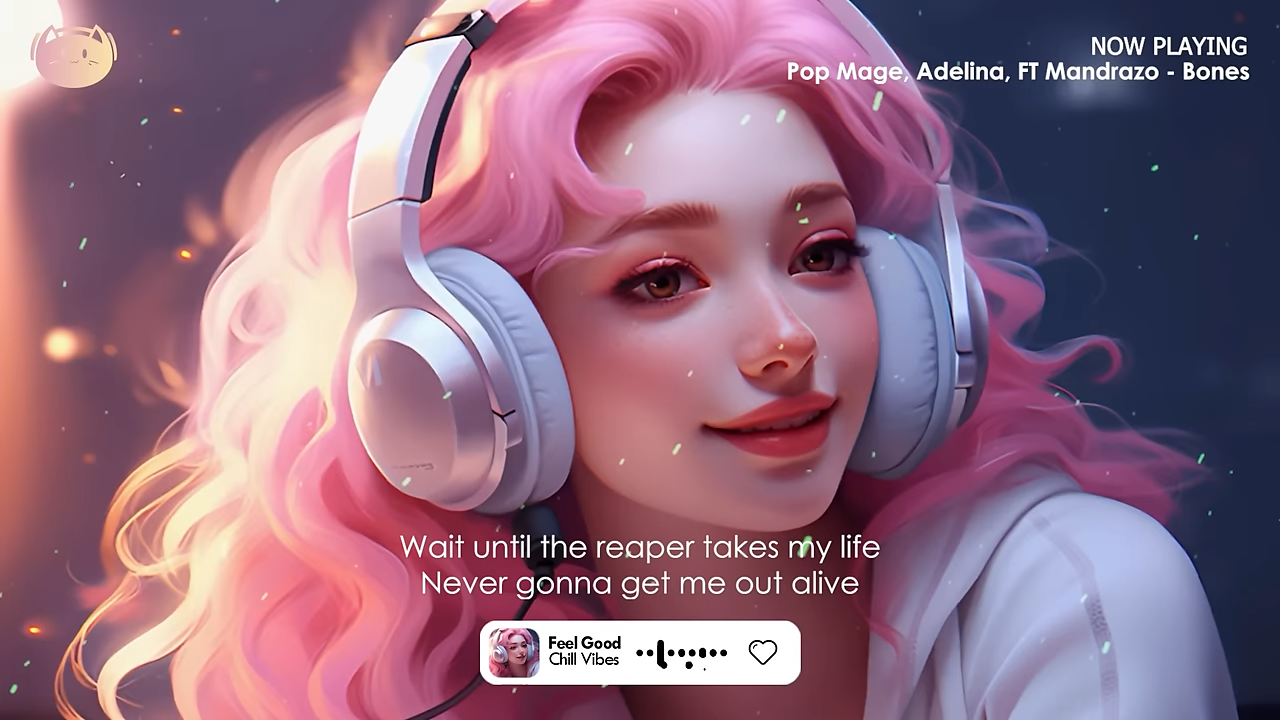 NOW PLAYING
Pop Mage, Adelina, FT Mandrazo - Bones
Wait until the reaper takes my life
Never gonna get me out alive
Feel Good
Chill Vibes